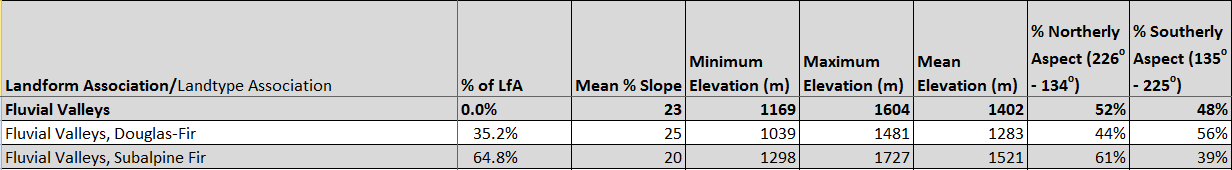 Landform Association/Landtype Association % of LfA Mean % Slope Minimum Elevation (m) Maximum Elevation (m) Mean Elevation (m) % Northerly Aspect (226° - 134°) % Southerly Aspect (135° - 225°)
Fluvial Valleys 0.0% 23 1169 1604 1402 52% 48%
Fluvial Valleys, Douglas-Fir 35.2% 25 1039 1481 1283 44% 56%
Fluvial Valleys, Subalpine Fir 64.8% 20 1298 1727 1521 61% 39%